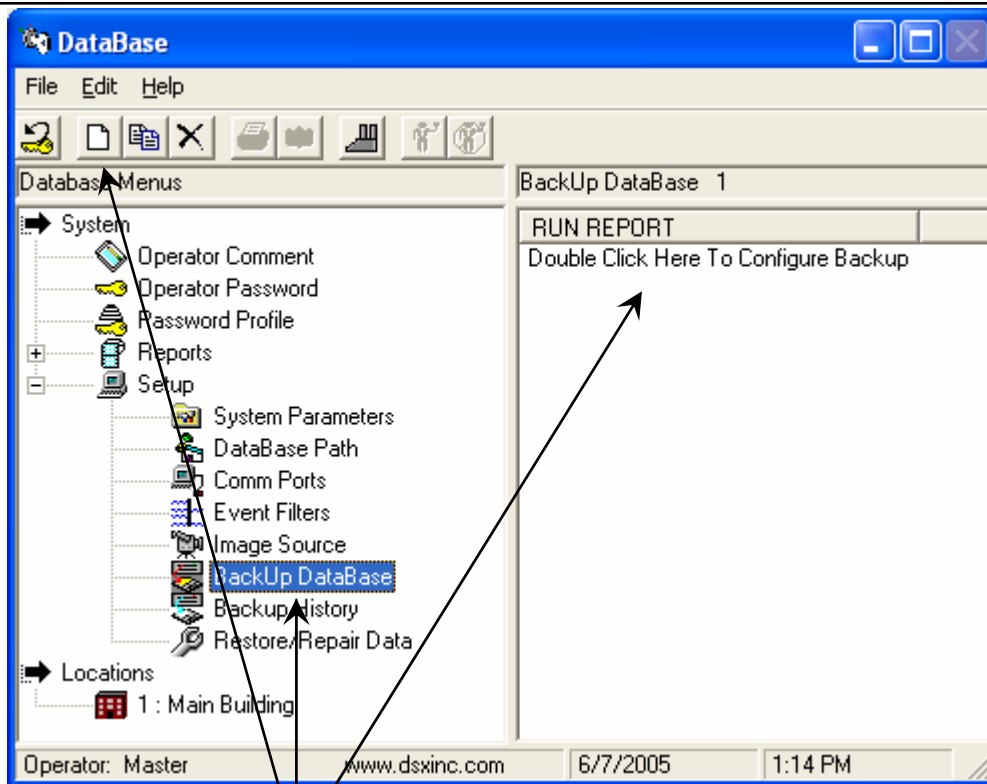 DataBase
File Edit Help
Database Menus
BackUp DataBase 1
System
Operator Comment
Operator Password
Password Profile
Reports
Setup
System Parameters
DataBase Path
Comm Ports
Event Filters
Image Source
BackUp DataBase
Backup History
Restore/Repair Data
Locations
1 : Main Building
RUN REPORT
Double Click Here To Configure Backup
Operator: Master www.dsxinc.com 6/7/2005 1:14 PM